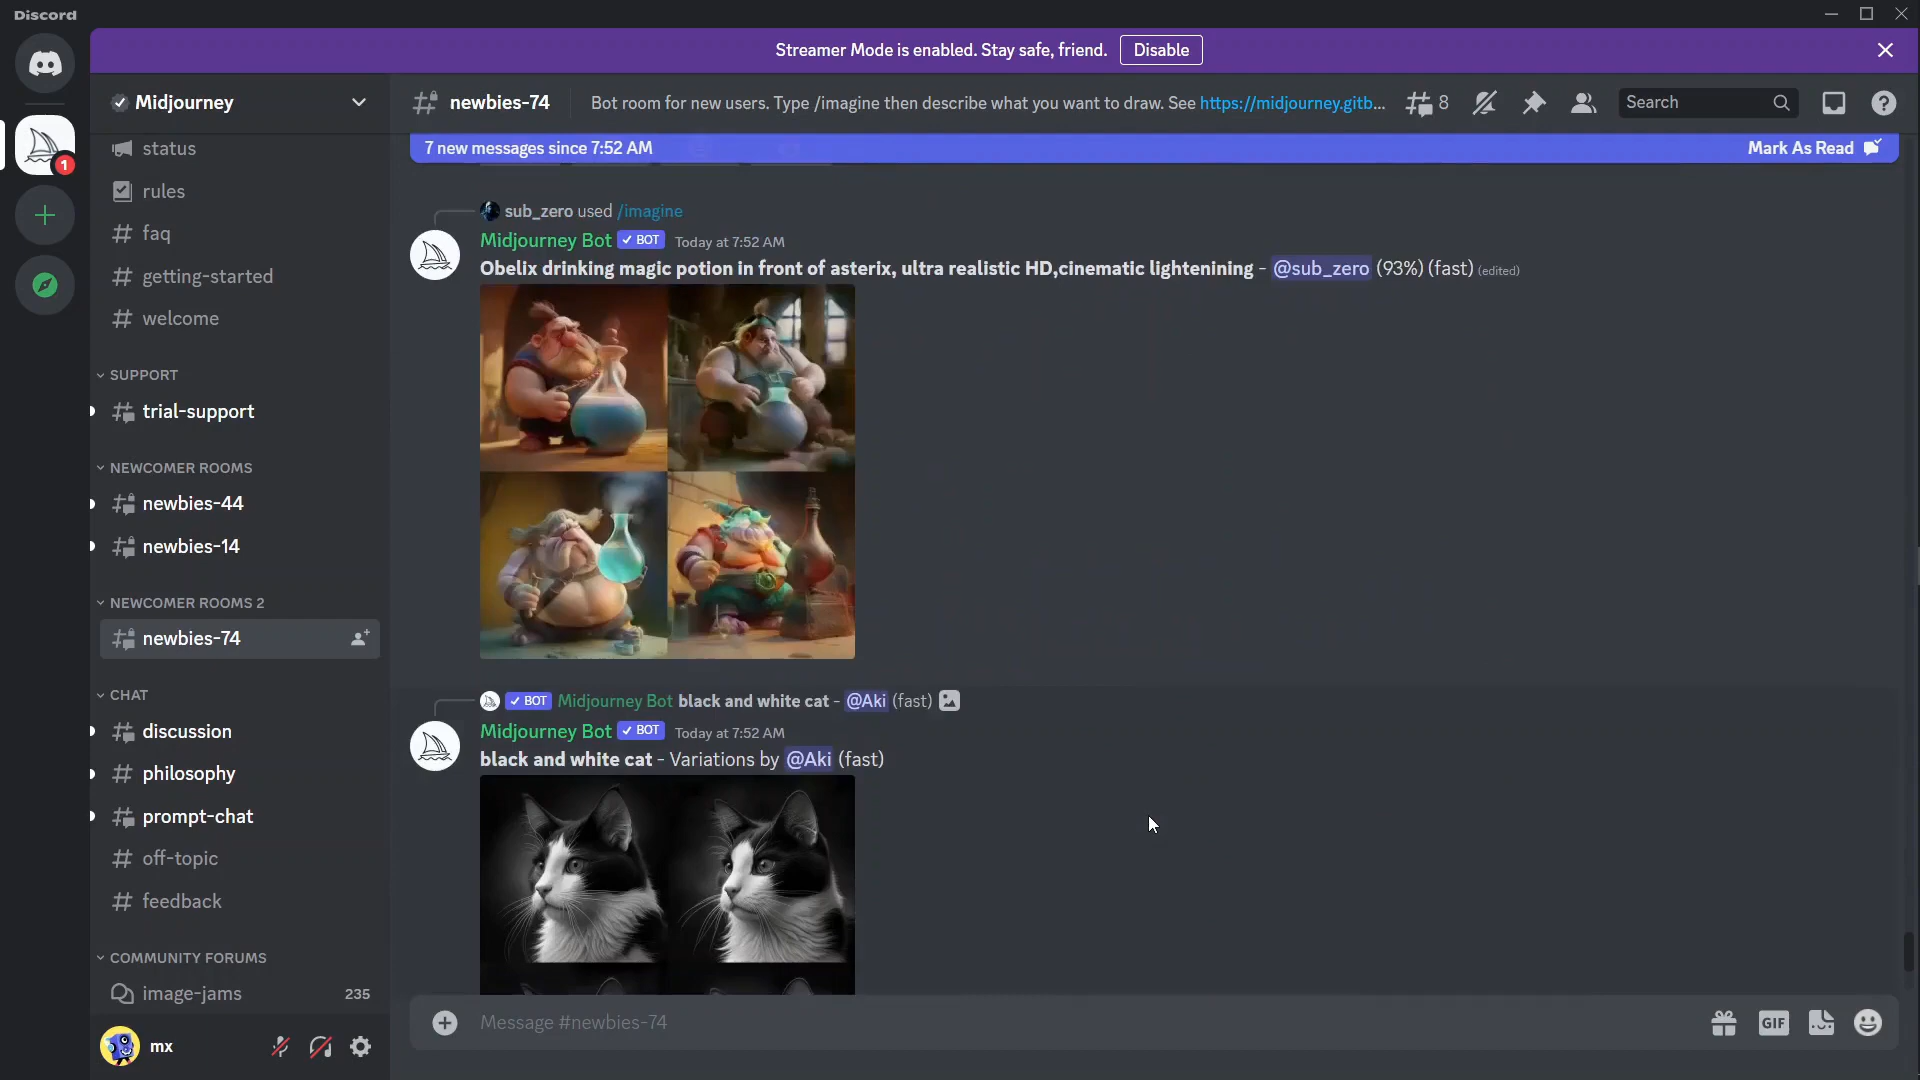 Discord
Streamer Mode is enabled. Stay safe, friend. Disable
Midjourney
newbies-74
Bot room for new users. Type /imagine then describe what you want to draw. See https://midjourney.gitb...
8
Search
1
status
rules
faq
getting-started
welcome
SUPPORT
trial-support
NEWCOMER ROOMS
newbies-44
newbies-14
NEWCOMER ROOMS 2
newbies-74
CHAT
discussion
philosophy
prompt-chat
off-topic
feedback
COMMUNITY FORUMS
image-jams 235
mx
7 new messages since 7:52 AM Mark As Read
sub_zero used /imagine
Midjourney Bot BOT Today at 7:52 AM
Obelix drinking magic potion in front of asterix, ultra realistic HD,cinematic lightenining - @sub_zero (93%) (fast) (edited)
BOT Midjourney Bot black and white cat - @Aki (fast)
Midjourney Bot BOT Today at 7:52 AM
black and white cat - Variations by @Aki (fast)
Message #newbies-74
GIF